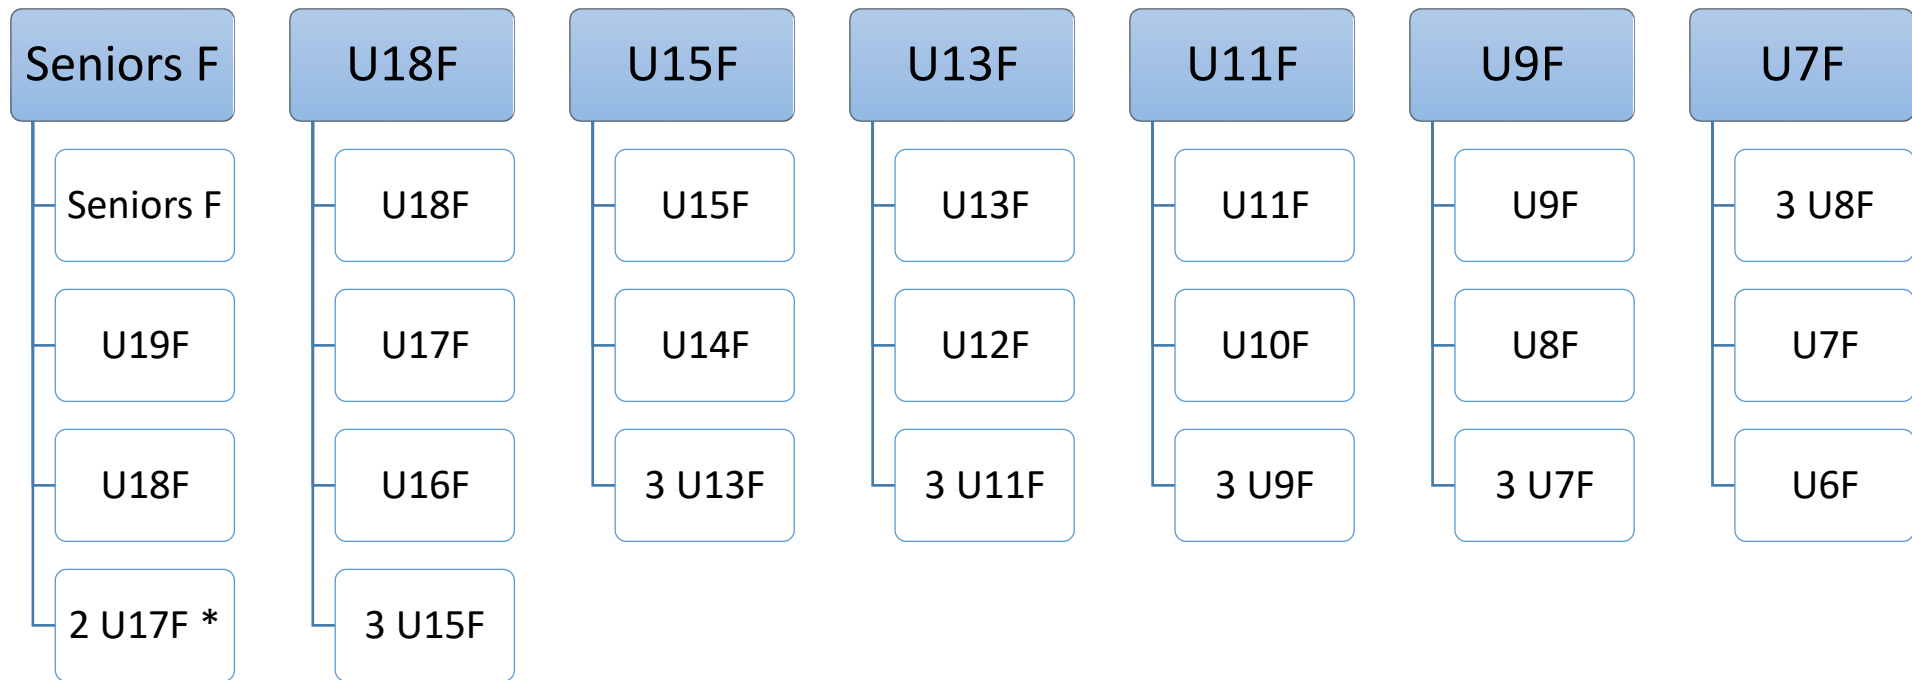 Seniors F
Seniors F
U19F
U18F
2 U17F *
U18F
U18F
U17F
U16F
3 U15F
U15F
U15F
U14F
3 U13F
U13F
U13F
U12F
3 U11F
U11F
U11F
U10F
3 U9F
U9F
U9F
U8F
3 U7F
U7F
3 U8F
U7F
U6F